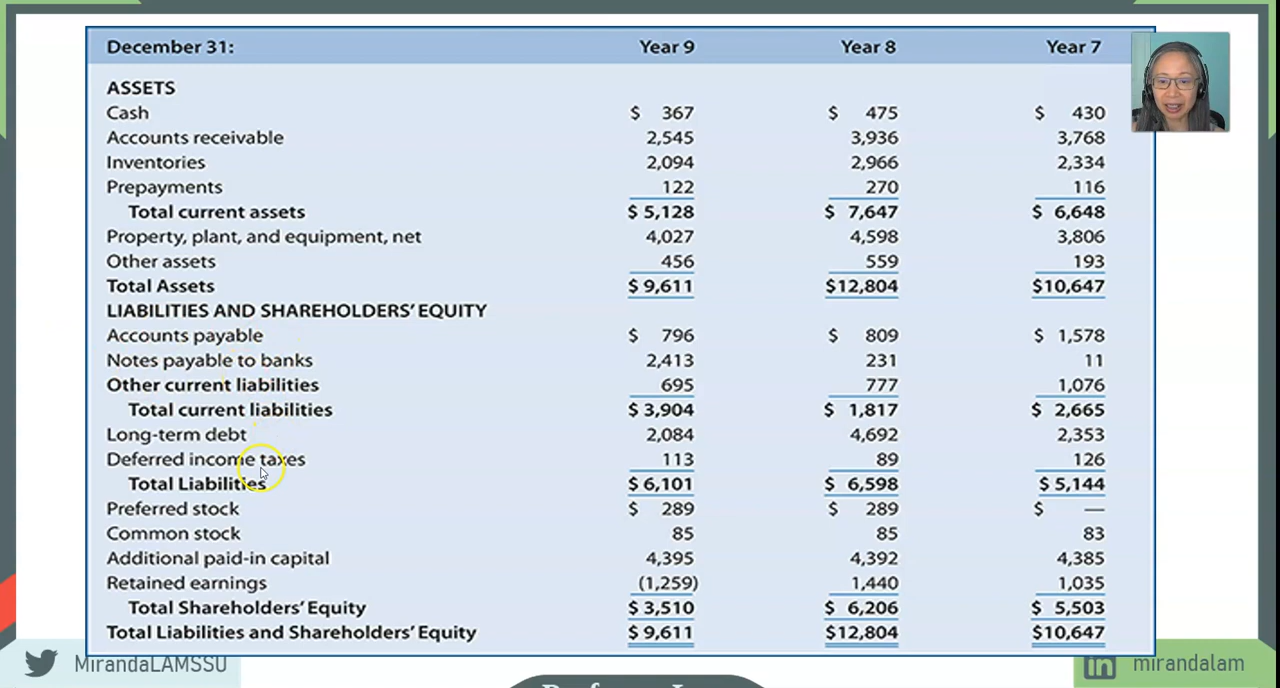 December 31: Year 9 Year 8 Year 7
ASSETS
Cash $ 367 $ 475 $ 430
Accounts receivable 2,545 3,936 3,768
Inventories 2,094 2,966 2,334
Prepayments 122 270 116
Total current assets $ 5,128 $ 7,647 $ 6,648
Property, plant, and equipment, net 4,027 4,598 3,806
Other assets 456 559 193
Total Assets $ 9,611 $12,804 $10,647
LIABILITIES AND SHAREHOLDERS' EQUITY
Accounts payable $ 796 $ 809 $ 1,578
Notes payable to banks 2,413 231 11
Other current liabilities 695 777 1,076
Total current liabilities $ 3,904 $ 1,817 $ 2,665
Long-term debt 2,084 4,692 2,353
Deferred income taxes 113 89 126
Total Liabilities $ 6,101 $ 6,598 $ 5,144
Preferred stock $ 289 $ 289 $ —
Common stock 85 85 83
Additional paid-in capital 4,395 4,392 4,385
Retained earnings (1,259) 1,440 1,035
Total Shareholders' Equity $ 3,510 $ 6,206 $ 5,503
Total Liabilities and Shareholders' Equity $ 9,611 $12,804 $10,647
MirandaLAMSSU
in mirandalam